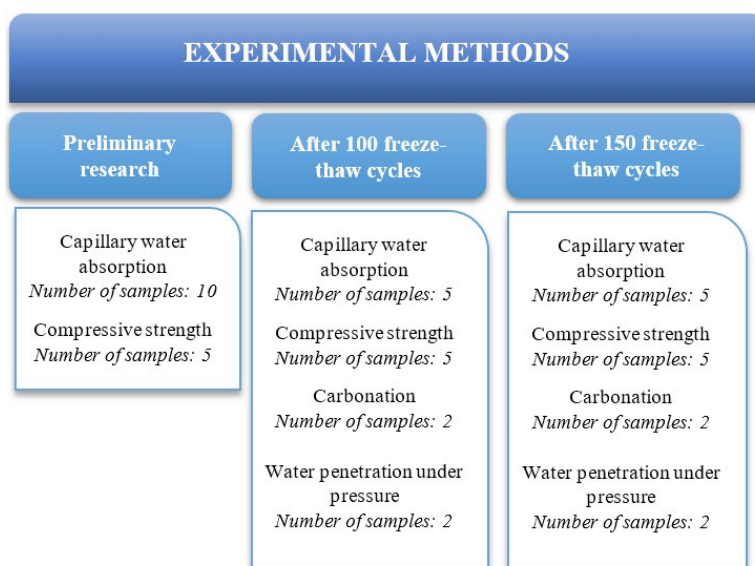 EXPERIMENTAL METHODS
Preliminary
research
Capillary water
absorption
Number of samples: 10
Compressive strength
Number of samples: 5
After 100 freeze-
thaw cycles
Capillary water
absorption
Number of samples: 5
Compressive strength
Number of samples: 5
Carbonation
Number of samples: 2
Water penetration under
pressure
Number of samples: 2
After 150 freeze-
thaw cycles
Capillary water
absorption
Number of samples: 5
Compressive strength
Number of samples: 5
Carbonation
Number of samples: 2
Water penetration under
pressure
Number of samples: 2